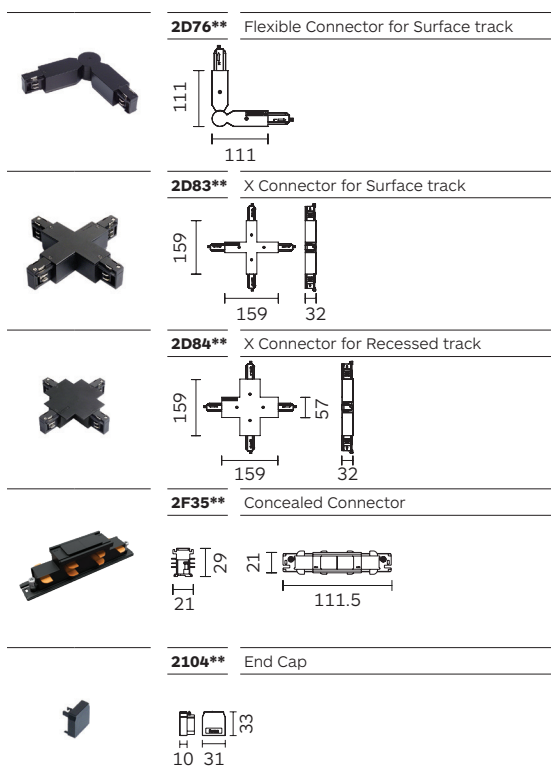 2D76** Flexible Connector for Surface track
111
111
2D83** X Connector for Surface track
159
159 32
2D84** X Connector for Recessed track
159 57
159 32
2F35** Concealed Connector
29 21
21 111.5
2104** End Cap
33
10 31